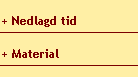 + Nedlagd tid
+ Material